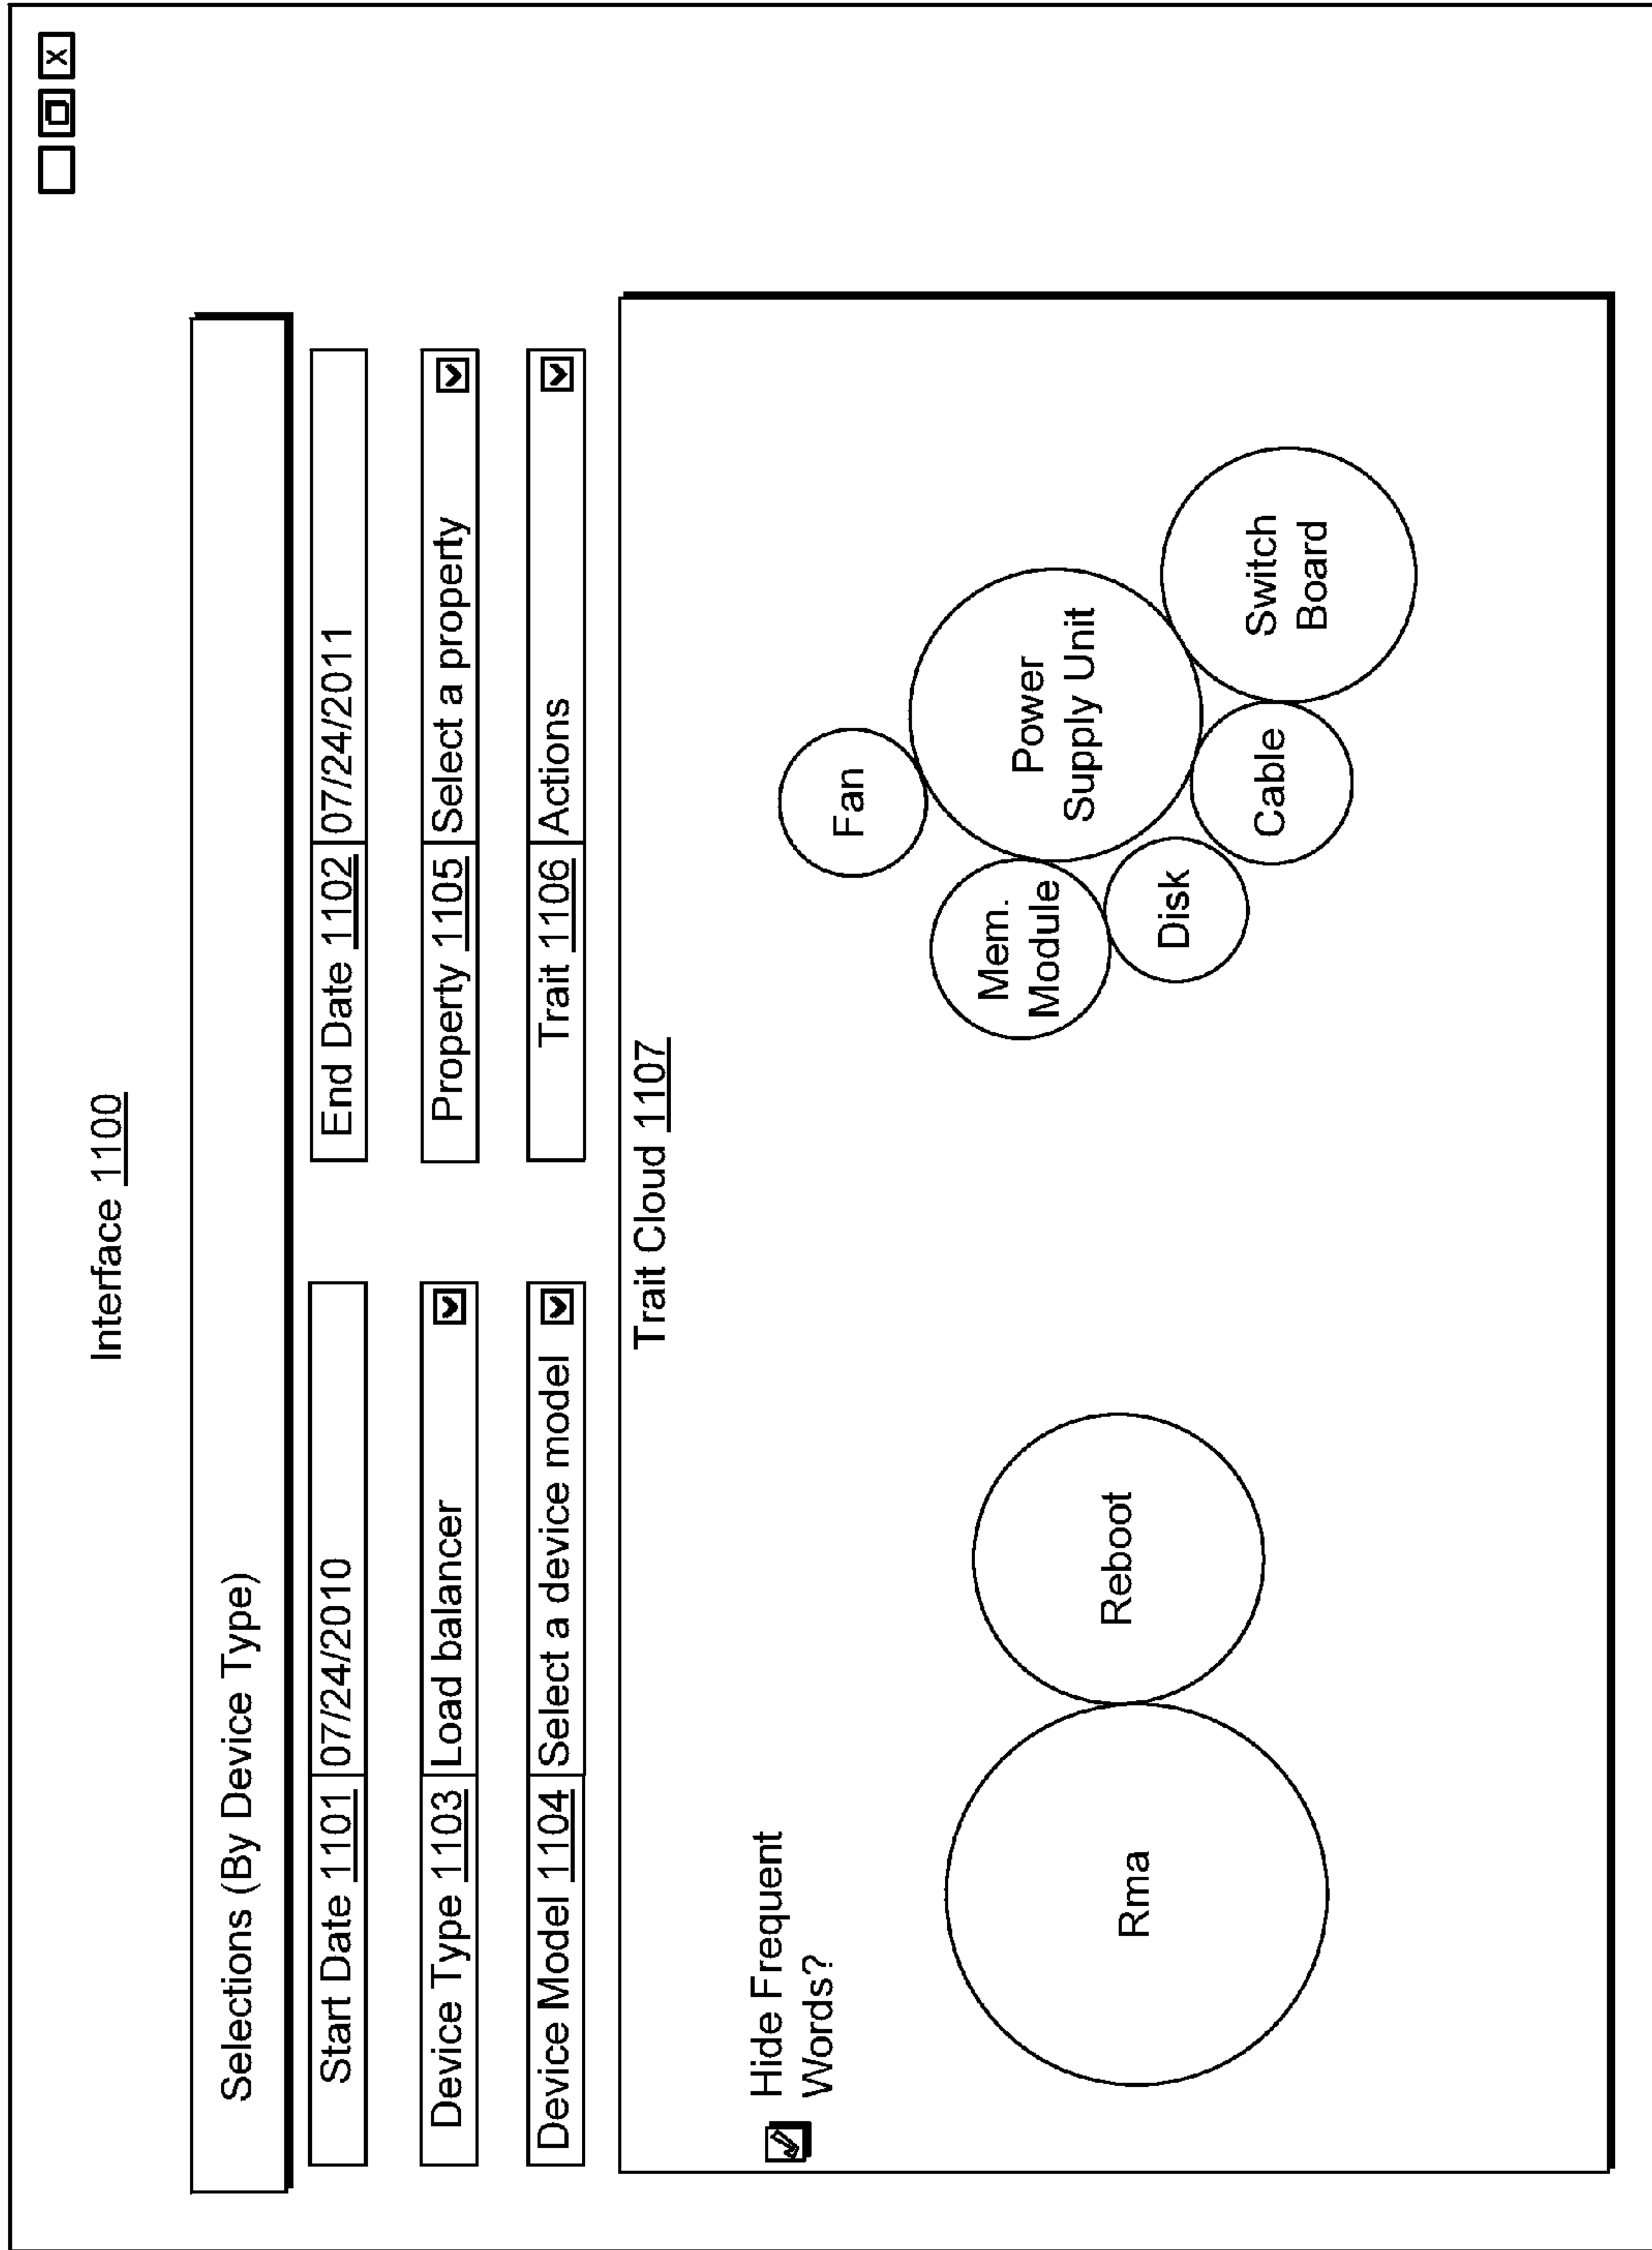 Interface 1100
X
Selections (By Device Type)
Start Date 1101 07/24/2010
End Date 1102 07/24/2011
Device Type 1103 Load balancer
Property 1105 Select a property
Device Model 1104 Select a device model
Trait 1106 Actions
Trait Cloud 1107
Hide Frequent
Words?
Rma
Reboot
Fan
Mem.
Module
Power
Supply Unit
Disk
Cable
Switch
Board